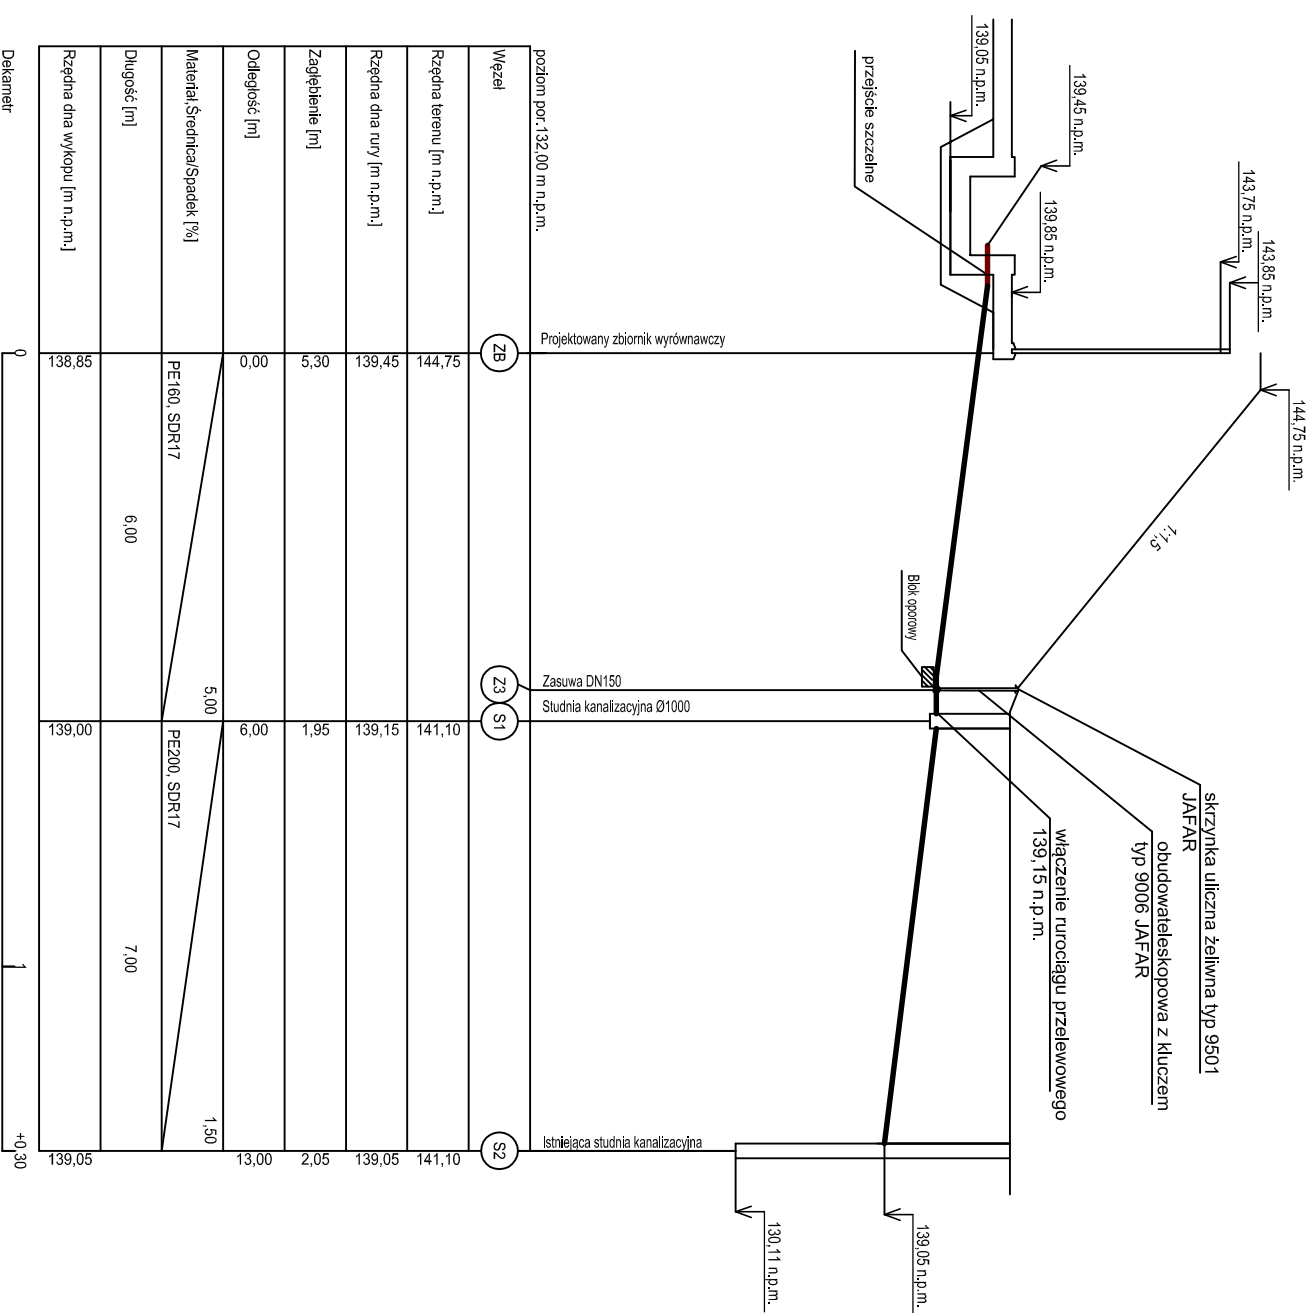 144,75 n.p.m.
143,85 n.p.m.
143,75 n.p.m.
139,85 n.p.m.
139,45 n.p.m.
139,05 n.p.m.
przejście szczelne
1:1,5
skrzynka uliczna żeliwna typ 9501
JAFAR
obudowateleskopowa z kluczem
typ 9006 JAFAR
włączenie rurociągu przelewowego
139,15 n.p.m.
Blok oporowy
139,05 n.p.m.
130,11 n.p.m.
Projektowany zbiornik wyrównawczy
Zasuwa DN150
Studnia kanalizacyjna Ø1000
Istniejąca studnia kanalizacyjna
poziom por.132,00 m n.p.m.
Węzeł ZB Z3 S1 S2
Rzędna terenu [m n.p.m.] 144,75 141,10 141,10
Rzędna dna rury [m n.p.m.] 139,45 139,15 139,05
Zagłębienie [m] 5,30 1,95 2,05
Odległość [m] 0,00 6,00 13,00
Materiał,Średnica/Spadek [%] PE160, SDR17 5,00 PE200, SDR17 1,50
Długość [m] 6,00 7,00
Rzędna dna wykopu [m n.p.m.] 138,85 139,00 139,05
Dekametr 0 1 +0,30